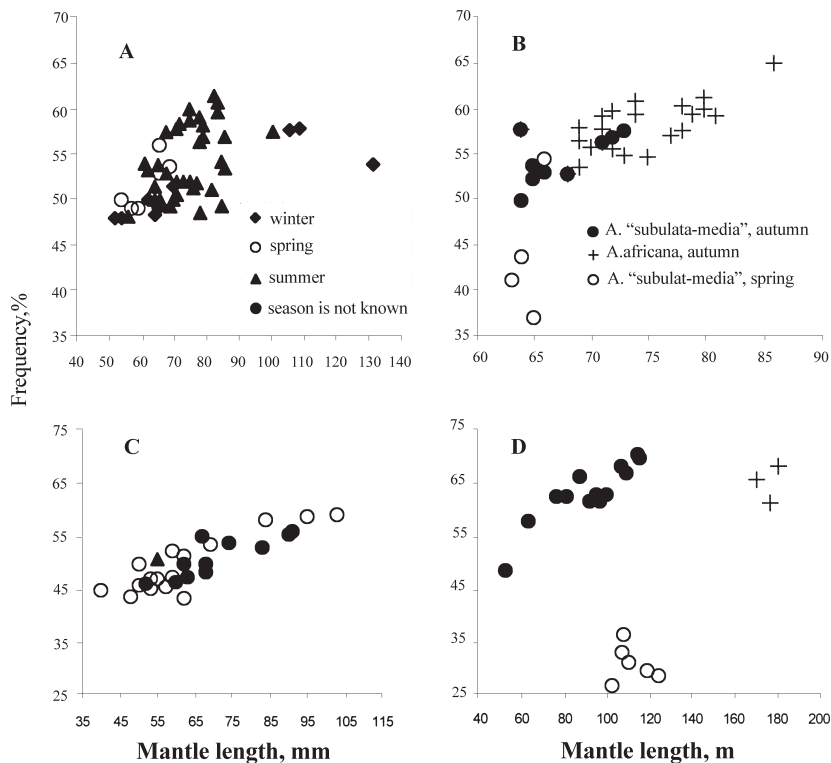 Frequency,%
A
70
65
60
55
50
45
40
35
40 50 60 70 80 90 100 110 120 130 140
winter
spring
summer
season is not known
B
70
65
60
55
50
45
40
35
60 65 70 75 80 85 90
A. “subulata-media”, autumn
A.africana, autumn
A. “subulat-media”, spring
C
75
65
55
45
35
25
35 45 55 65 75 85 95 105 115
Mantle length, mm
D
75
65
55
45
35
25
40 60 80 100 120 140 160 180 200
Mantle length, m